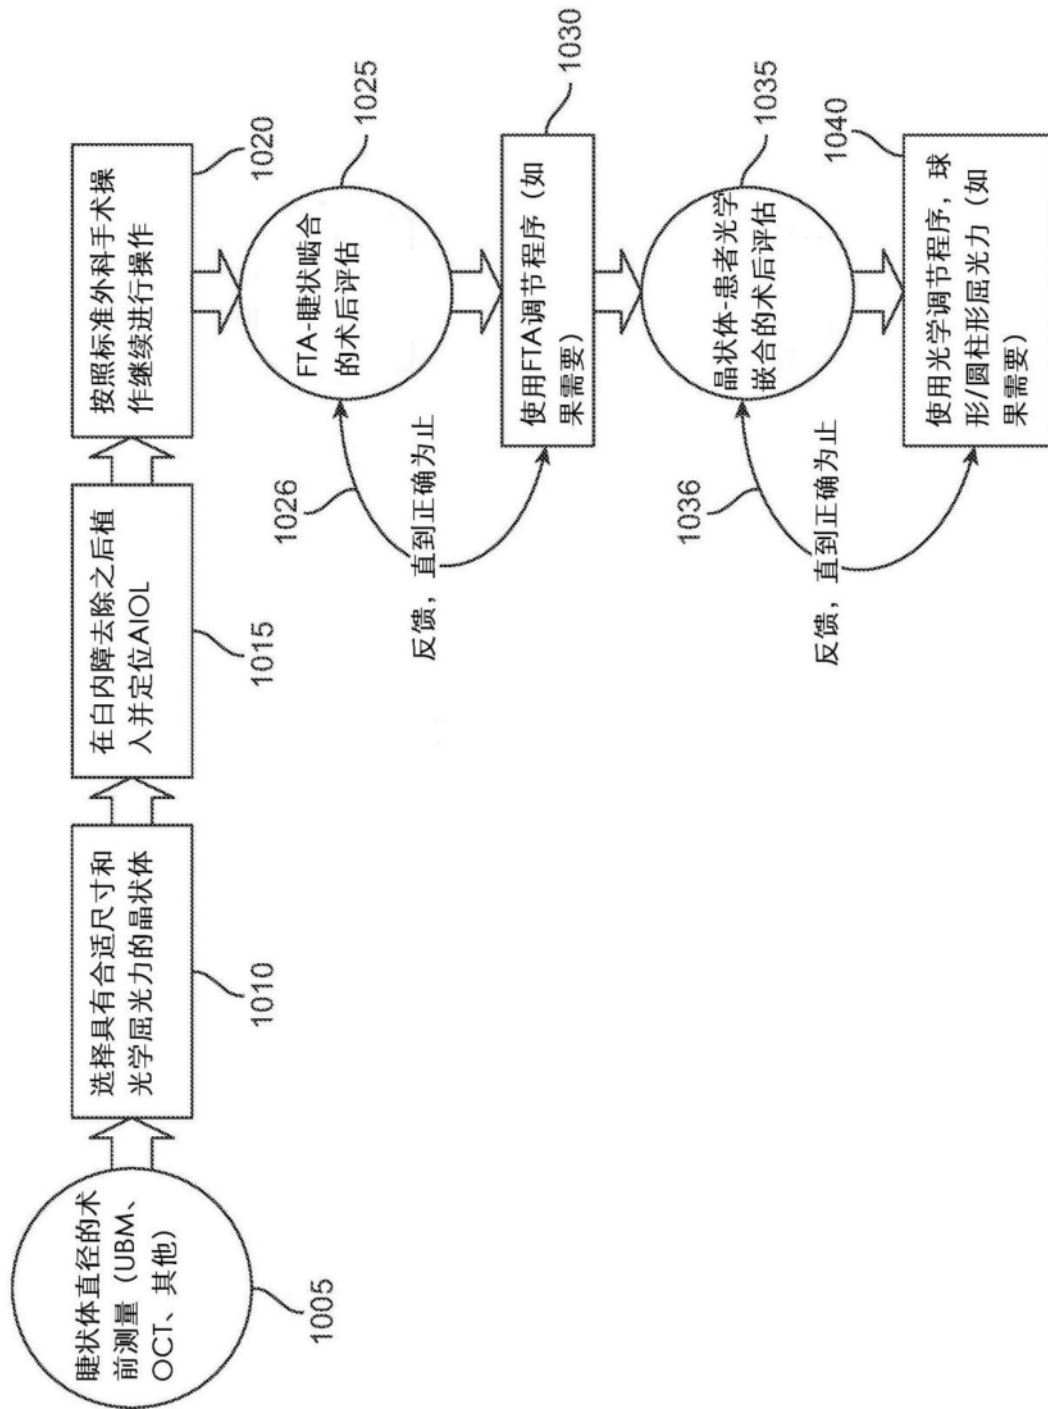 睫状体直径的术
前测量（UBM、
OCT、其他）
1005
选择具有合适尺寸和
光学屈光力的晶状体
1010
在白内障去除之后植
入并定位AIOL
1015
按照标准外科手术操
作继续进行操作
1020
FTA-睫状啮合
的术后评估
1025
1026
反馈，直到正确为止
使用FTA调节程序（如
果需要）
1030
晶状体-患者光学
嵌合的术后评估
1035
1036
反馈，直到正确为止
使用光学调节程序，球
形/圆柱形屈光力（如
果需要）
1040